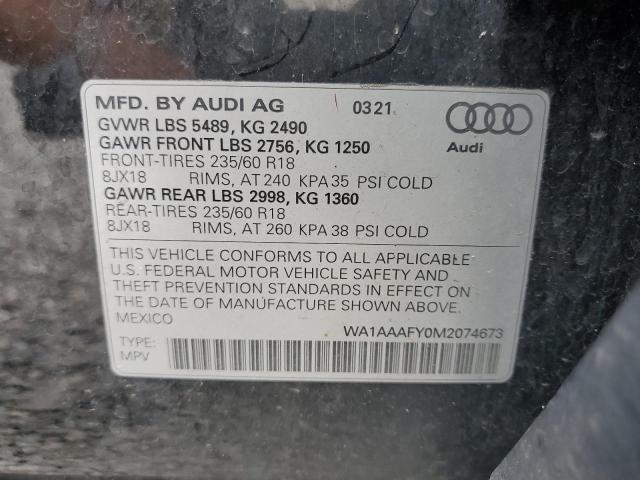 MFD. BY AUDI AG 03 21
GVWR LBS 5489, KG 2490
GAWR FRONT LBS 2756, KG 1250
FRONT-TIRES 235/60 R18
8JX18 RIMS, AT 240 KPA 35 PSI COLD
GAWR REAR LBS 2998, KG 1360
REAR-TIRES 235/60 R18
8JX18 RIMS, AT 260 KPA 38 PSI COLD
Audi
THIS VEHICLE CONFORMS TO ALL APPLICABLE
U.S. FEDERAL MOTOR VEHICLE SAFETY AND
THEFT PREVENTION STANDARDS IN EFFECT ON
THE DATE OF MANUFACTURE SHOWN ABOVE.
MEXICO
WA1AAAFY0M2074673
TYPE:
MPV